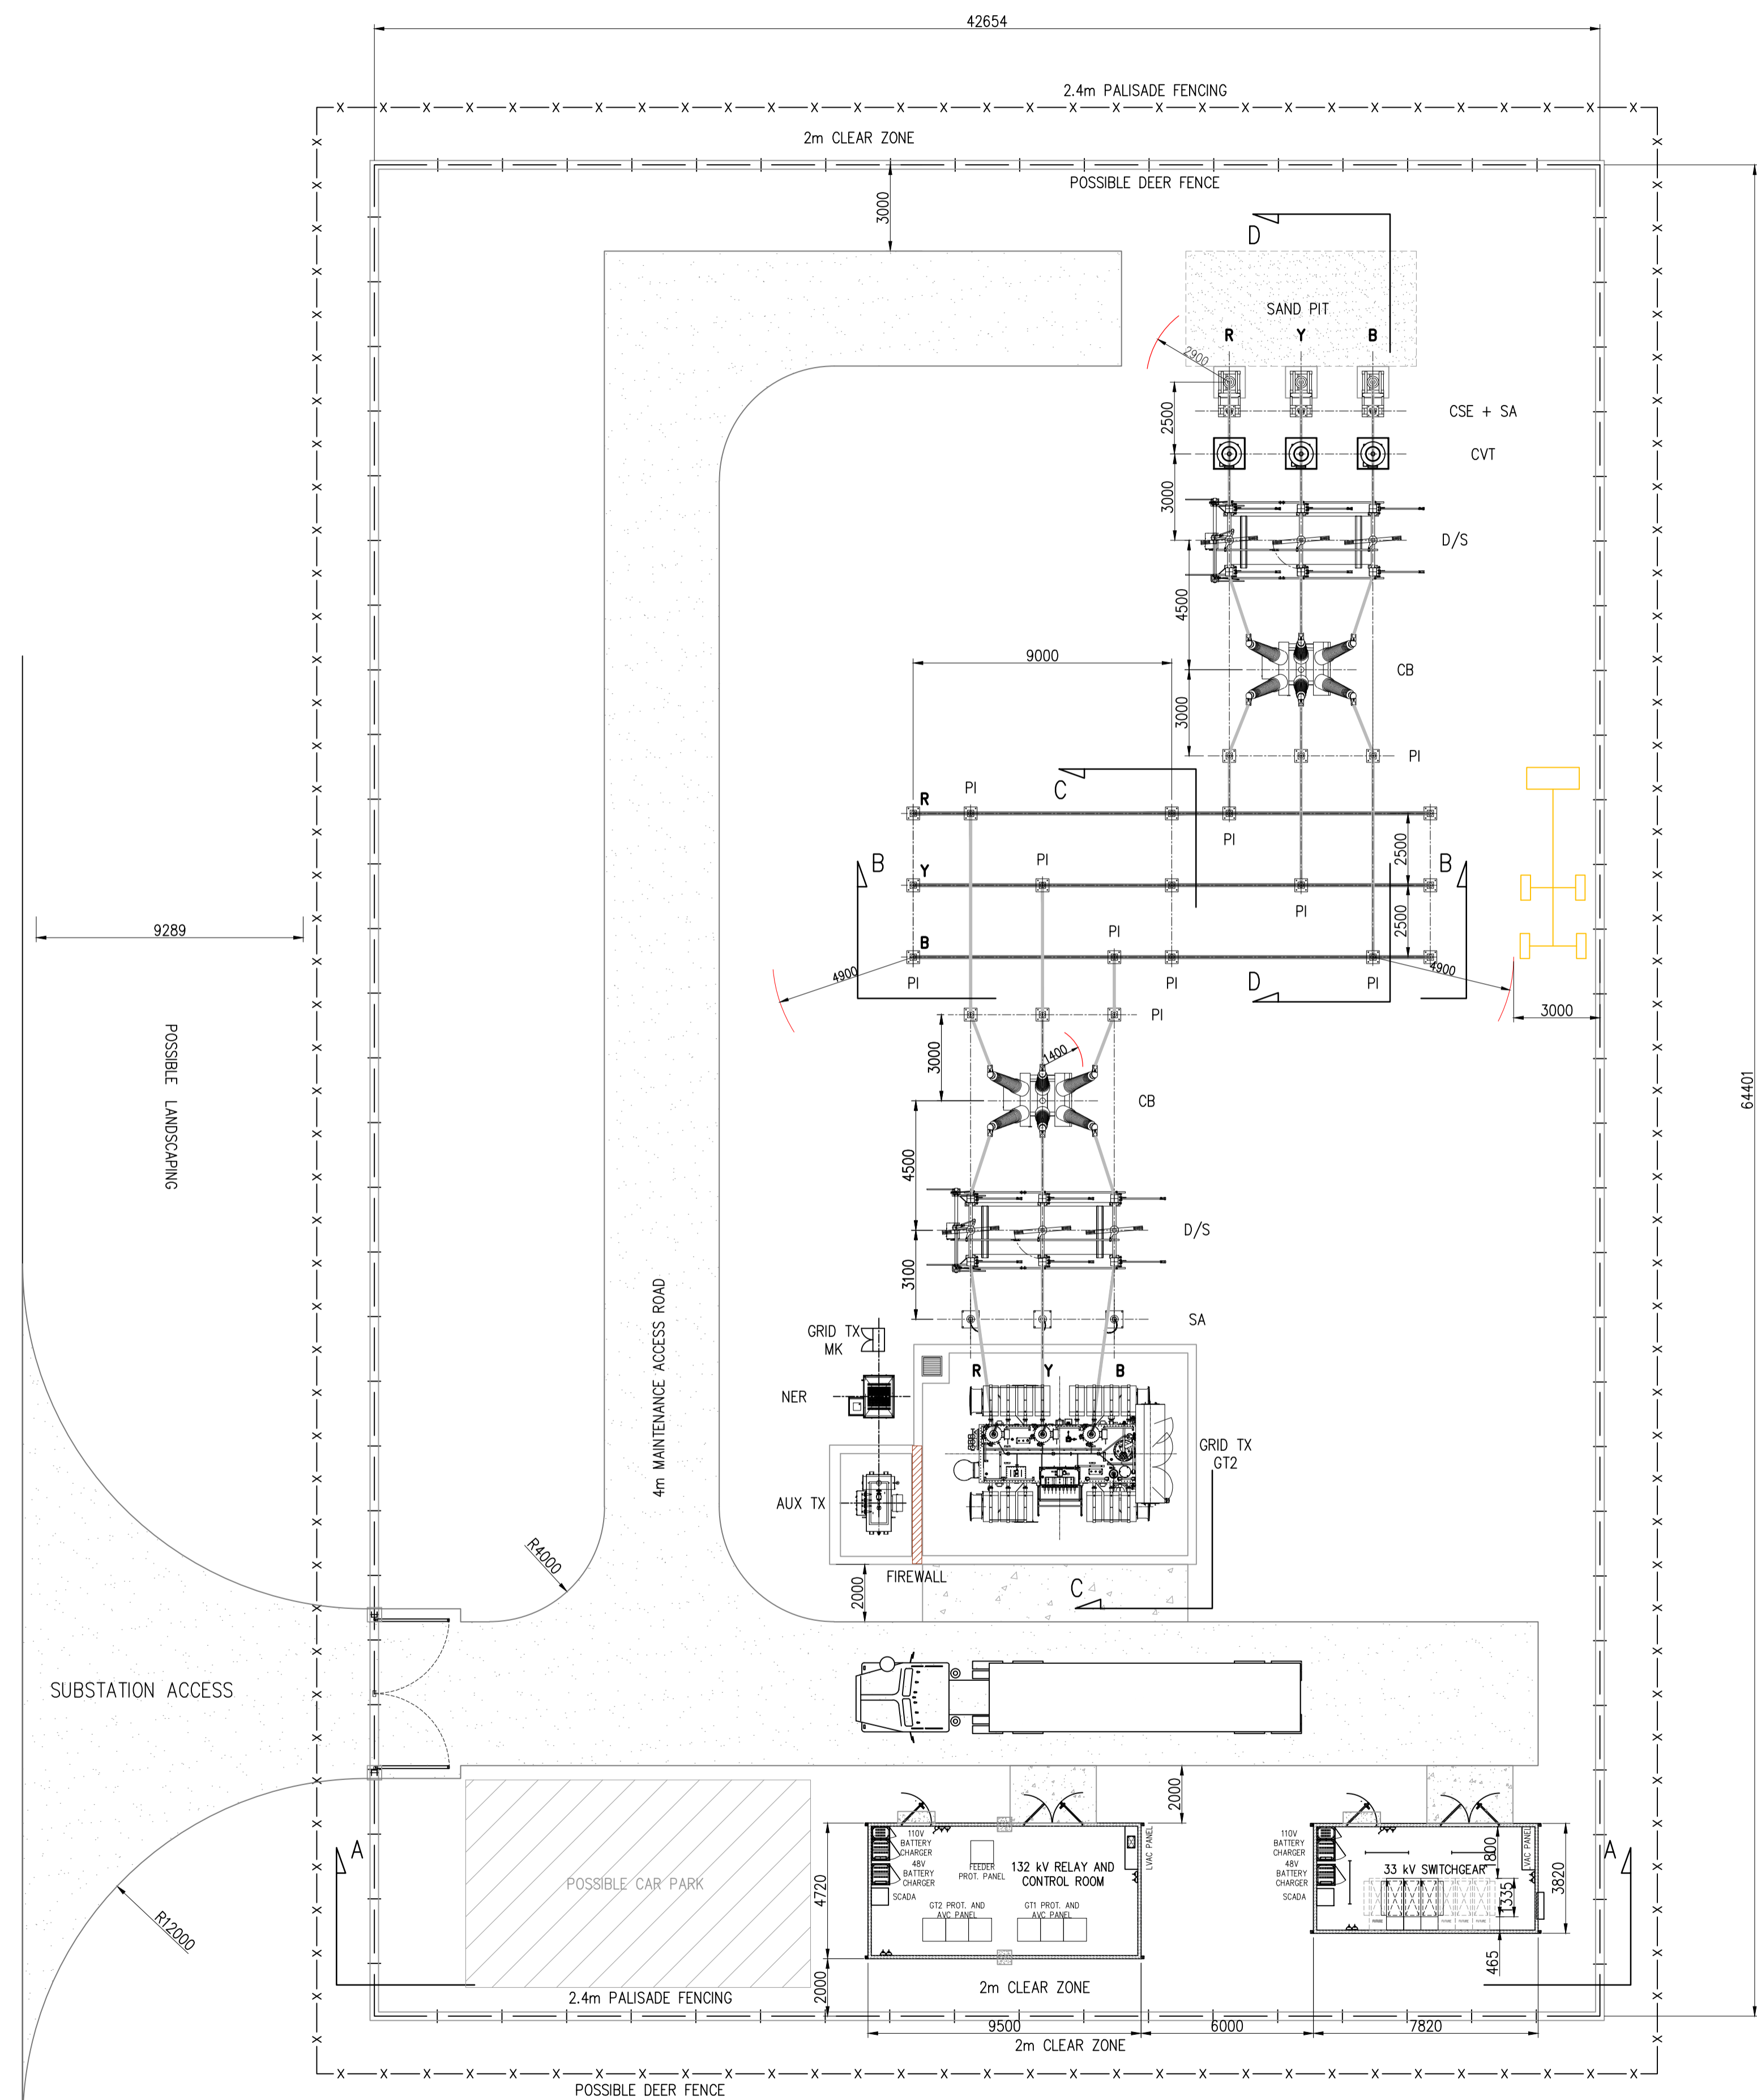 42654
2.4m PALISADE FENCING
2m CLEAR ZONE
POSSIBLE DEER FENCE
3000
D
SAND PIT
R Y B
2900
2500
CSE + SA
CVT
3000
D/S
4500
9000
CB
3000
PI
C
PI
R
PI
2500
B
PI
B
Y
PI
2500
9289
PI
B
4900
PI
PI
D
PI
4900
PI
3000
POSSIBLE LANDSCAPING
3000
1400
CB
64401
4500
D/S
3100
4m MAINTENANCE ACCESS ROAD
SA
GRID TX
MK
R Y B
NER
GRID TX
GT2
AUX TX
R4000
FIREWALL
2000
C
SUBSTATION ACCESS
2000
A
110V
BATTERY
CHARGER
48V
BATTERY
CHARGER
SCADA
FEEDER
PROT. PANEL
132 kV RELAY AND
CONTROL ROOM
LVAC PANEL
GT2 PROT. AND
AVC PANEL
GT1 PROT. AND
AVC PANEL
4720
110V
BATTERY
CHARGER
48V
BATTERY
CHARGER
SCADA
33 kV SWITCHGEAR
1800
LVAC PANEL
1335
3820
A
465
POSSIBLE CAR PARK
R12000
2000
2m CLEAR ZONE
2.4m PALISADE FENCING
9500
6000
7820
2m CLEAR ZONE
POSSIBLE DEER FENCE